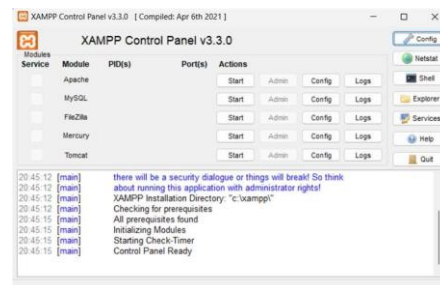 XAMPP Control Panel v3.3.0 [ Compiled: Apr 6th 2021 ]
XAMPP Control Panel v3.3.0
Config
Modules
Service Module PID(s) Port(s) Actions
Netstat
Apache Start Admin Config Logs
Shell
MySQL Start Admin Config Logs
Explorer
FileZilla Start Admin Config Logs
Services
Mercury Start Admin Config Logs
Help
Tomcat Start Admin Config Logs
Quit
20:45:12 [main] there will be a security dialogue or things will break! So think
20:45:12 [main] about running this application with administrator rights!
20:45:12 [main] XAMPP Installation Directory: "c:\xampp\"
20:45:12 [main] Checking for prerequisites
20:45:15 [main] All prerequisites found
20:45:15 [main] Initializing Modules
20:45:15 [main] Starting Check-Timer
20:45:15 [main] Control Panel Ready